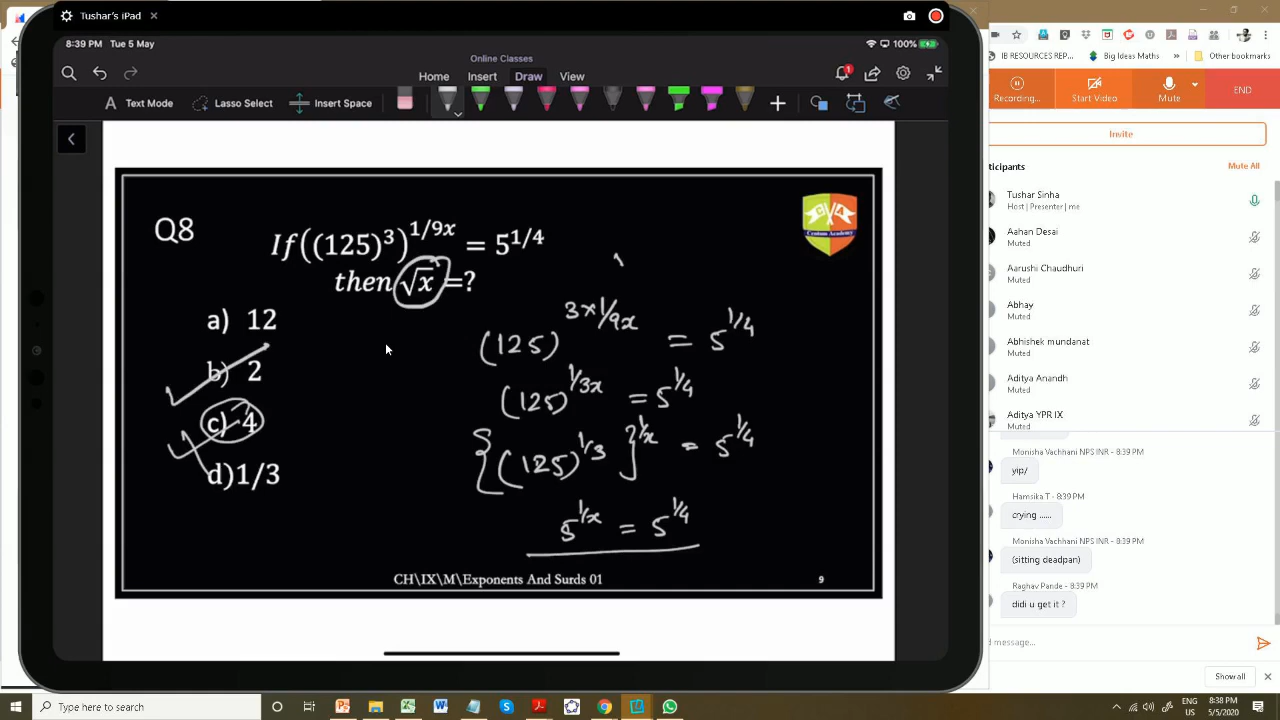 Tushar's iPad
8:39 PM Tue 5 May
100%
Online Classes
Home Insert Draw View
1
A Text Mode
Lasso Select
Insert Space
Q8
If((125)³)^1/9x = 5^1/4
then √x =?
a) 12
b) 2
c) 4
d)1/3
(125)^3×1/9x = 5^1/4
(125)^1/3x = 5^1/4
{(125)^1/3}^1/x = 5^1/4
5^1/x = 5^1/4
CH\IX\M\Exponents And Surds 01
9
IB RESOURCES REP...
Big Ideas Maths
»
Other bookmarks
Recording...
Start Video
Mute
END
Invite
articipants
Mute All
Tushar Sinha
Host | Presenter | me
Ahan Desai
Muted
Aarushi Chaudhuri
Muted
Abhay
Muted
Abhishek mundanat
Muted
Aditya Anandh
Muted
Aditya YPR IX
Muted
Monisha Vachhani NPS INR - 8:39 PM
yip/
Hamsika T - 8:39 PM
crying ......
Monisha Vachhani NPS INR - 8:39 PM
(sitting deadpan)
Raghav Pande - 8:39 PM
didi u get it ?
d message...
Show all
Type here to search
ENG
US
8:38 PM
5/5/2020